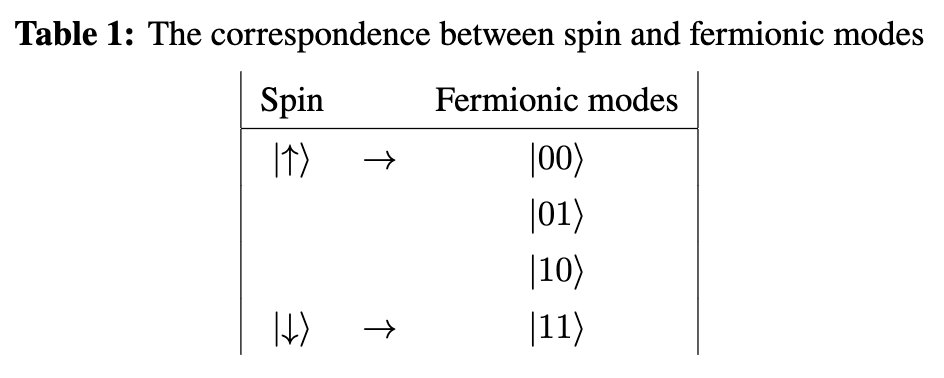 Table 1: The correspondence between spin and fermionic modes
Spin Fermionic modes
|↑⟩ → |00⟩
|01⟩
|10⟩
|↓⟩ → |11⟩